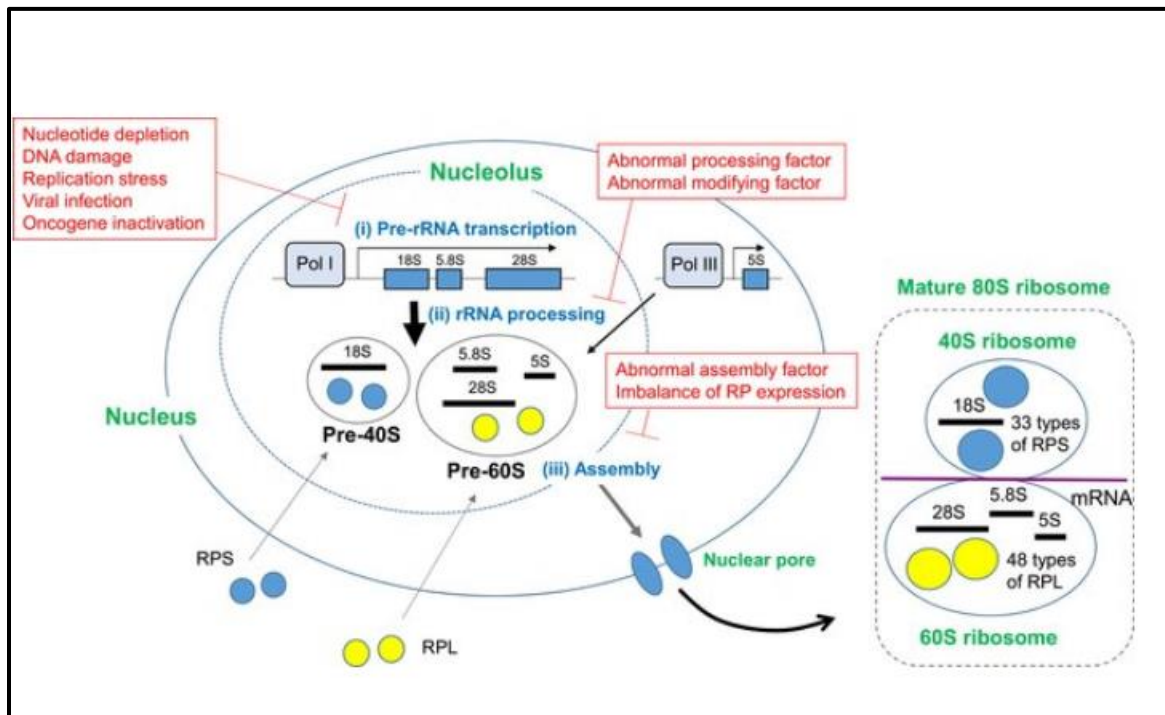 Nucleotide depletion
DNA damage
Replication stress
Viral infection
Oncogene inactivation
Abnormal processing factor
Abnormal modifying factor
Nucleolus
(i) Pre-rRNA transcription
Pol I
18S
5.8S
28S
Pol III
5S
(ii) rRNA processing
18S
Pre-40S
5.8S
5S
28S
Pre-60S
Abnormal assembly factor
Imbalance of RP expression
Nucleus
(iii) Assembly
RPS
RPL
Nuclear pore
Mature 80S ribosome
40S ribosome
18S
33 types
of RPS
mRNA
5.8S
28S
5S
48 types
of RPL
60S ribosome